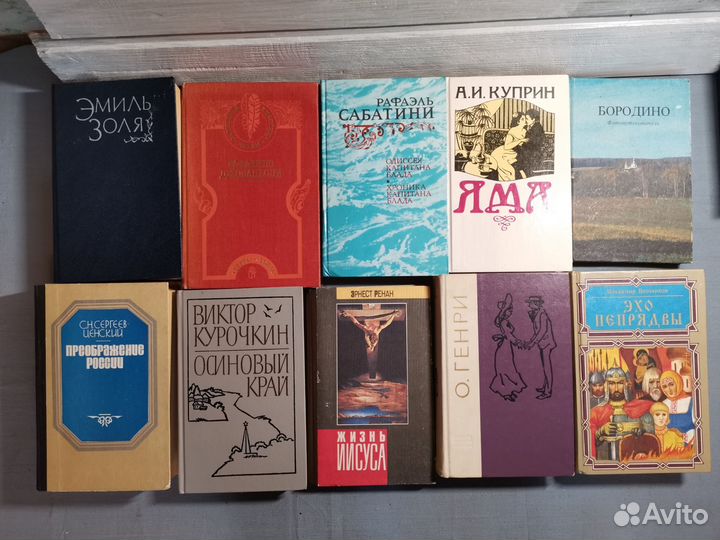 ЭМИЛЬ
ЗОЛЯ
РАФАЭЛЬ
САБАТИНИ
ОДИССЕЯ
КАПИТАНА
БЛАДА
ХРОНИКА
КАПИТАНА
БЛАДА
А.И. КУПРИН
ЯМА
БОРОДИНО
С.Н.СЕРГЕЕВ
ЦЕНСКИЙ
ПРЕОБРАЖЕНИЕ
РОССИИ
ВИКТОР
КУРОЧКИН
ОСИНОВЫЙ
КРАЙ
ЭРНЕСТ РЕНАН
ЖИЗНЬ
ИИСУСА
О. ГЕНРИ
ЭХО
НЕПРЯДВЫ
Avito